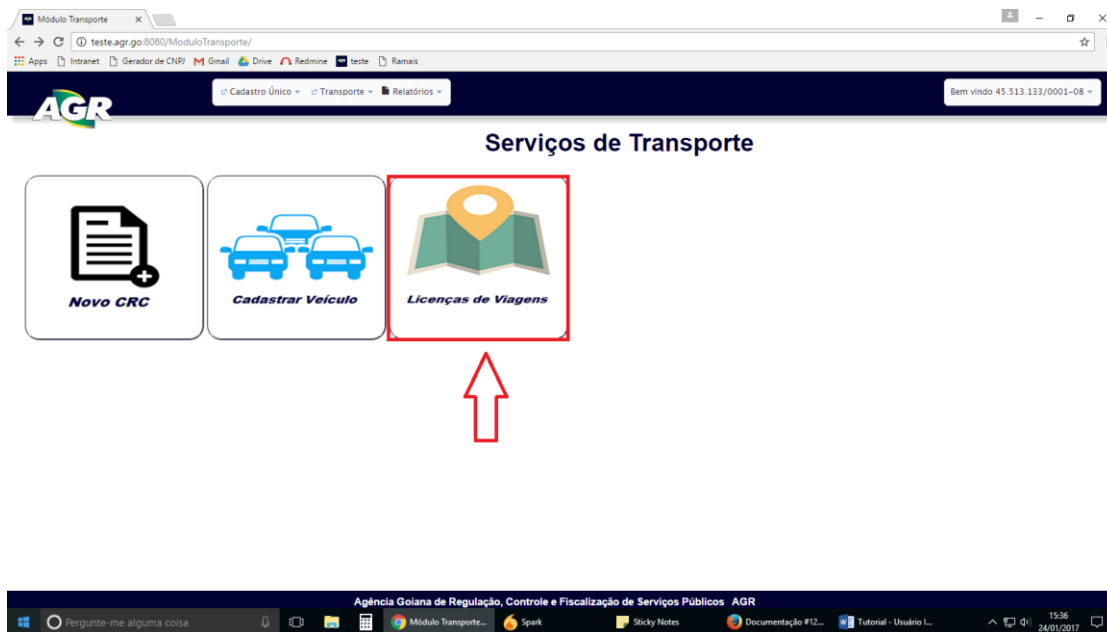 Módulo Transporte
teste.agr.go:8080/ModuloTransporte/
Apps Intranet Gerador de CNPJ Gmail Drive Redmine teste Ramais
AGR
Cadastro Único Transporte Relatórios
Bem vindo 45.513.133/0001-08
Serviços de Transporte
Novo CRC
Cadastrar Veículo
Licenças de Viagens
Agência Goiana de Regulação, Controle e Fiscalização de Serviços Públicos AGR
Pergunte-me alguma coisa
Módulo Transporte...
Spark
Sticky Notes
Documentação #12...
Tutorial - Usuário I...
15:36
24/01/2017